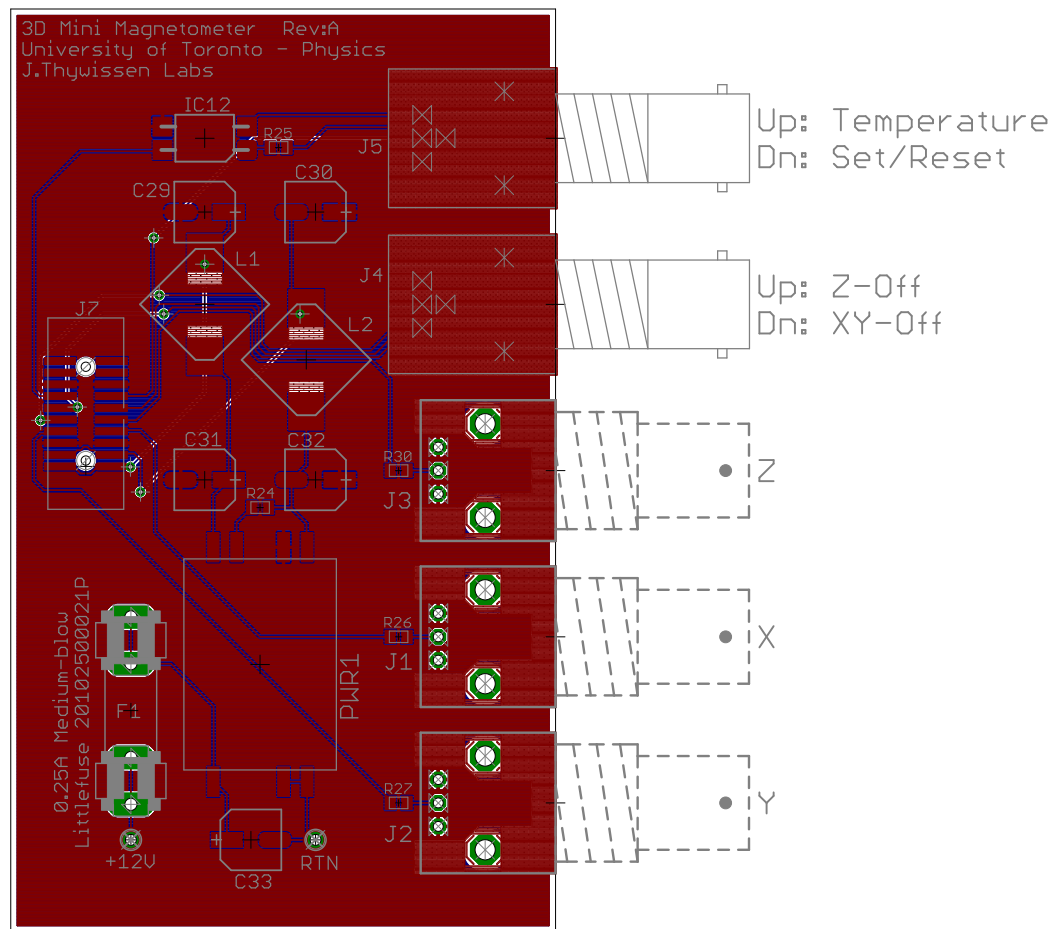 3D Mini Magnetometer Rev:A
University of Toronto - Physics
J.Thywissen Labs
IC12
R25
J5
Up: Temperature
Dn: Set/Reset
C29
C30
L1
J4
Up: Z-Off
Dn: XY-Off
J7
L2
C31
C32
R30
Z
R24
J3
0.25A Medium-blow
Littlefuse 20102500021P
R26
X
J1
PWR1
F1
R27
Y
J2
+12V
RTN
C33